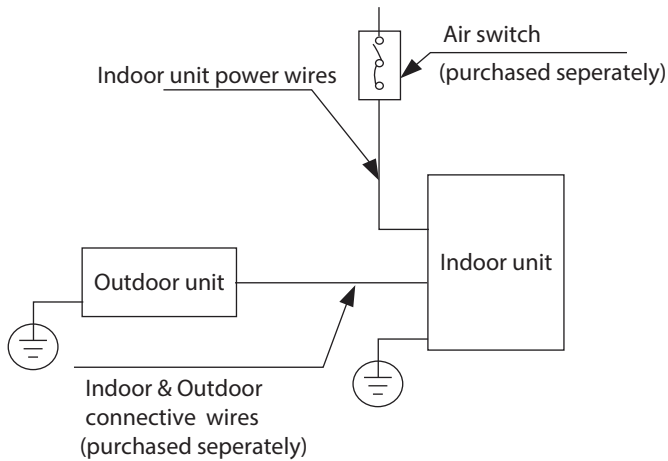 Air switch
(purchased seperately)
Indoor unit power wires
Indoor unit
Outdoor unit
Indoor & Outdoor
connective wires
(purchased seperately)